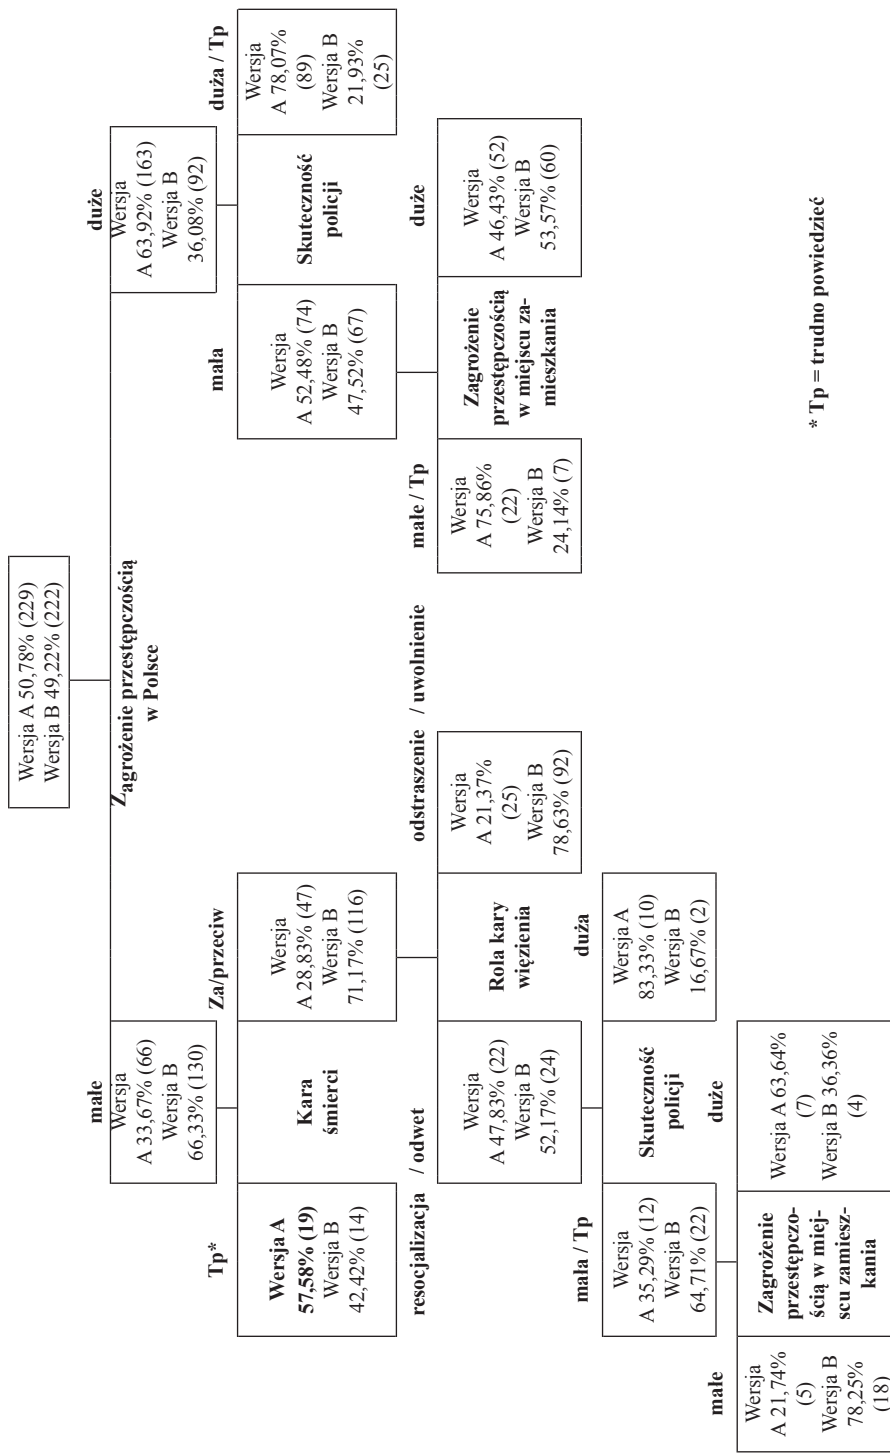 Wersja A 50,78% (229)
Wersja B 49,22% (222)
Zagrożenie przestępczością
w Polsce
małe
Wersja
A 33,67% (66)
Wersja B
66,33% (130)
duże
Wersja
A 63,92% (163)
Wersja B
36,08% (92)
Tp*
Wersja A
57,58% (19)
Wersja B
42,42% (14)
Kara
śmierci
Za/przeciw
Wersja
A 28,83% (47)
Wersja B
71,17% (116)
mała
Wersja
A 52,48% (74)
Wersja B
47,52% (67)
Skuteczność
policji
duża / Tp
Wersja
A 78,07%
(89)
Wersja B
21,93%
(25)
resocjalizacja / odwet
Wersja
A 47,83% (22)
Wersja B
52,17% (24)
Rola kary
więzienia
odstraszenie / uwolnienie
Wersja
A 21,37%
(25)
Wersja B
78,63% (92)
małe / Tp
Wersja
A 75,86%
(22)
Wersja B
24,14% (7)
Zagrożenie
przestępczością
w miejscu za-
mieszkania
duże
Wersja
A 46,43% (52)
Wersja B
53,57% (60)
mała / Tp
Wersja
A 35,29% (12)
Wersja B
64,71% (22)
Skuteczność
policji
duża
Wersja A
83,33% (10)
Wersja B
16,67% (2)
małe
Wersja
A 21,74%
(5)
Wersja B
78,25%
(18)
Zagrożenie
przestępczo-
ścią w miej-
scu zamiesz-
kania
duże
Wersja A 63,64%
(7)
Wersja B 36,36%
(4)
* Tp = trudno powiedzieć